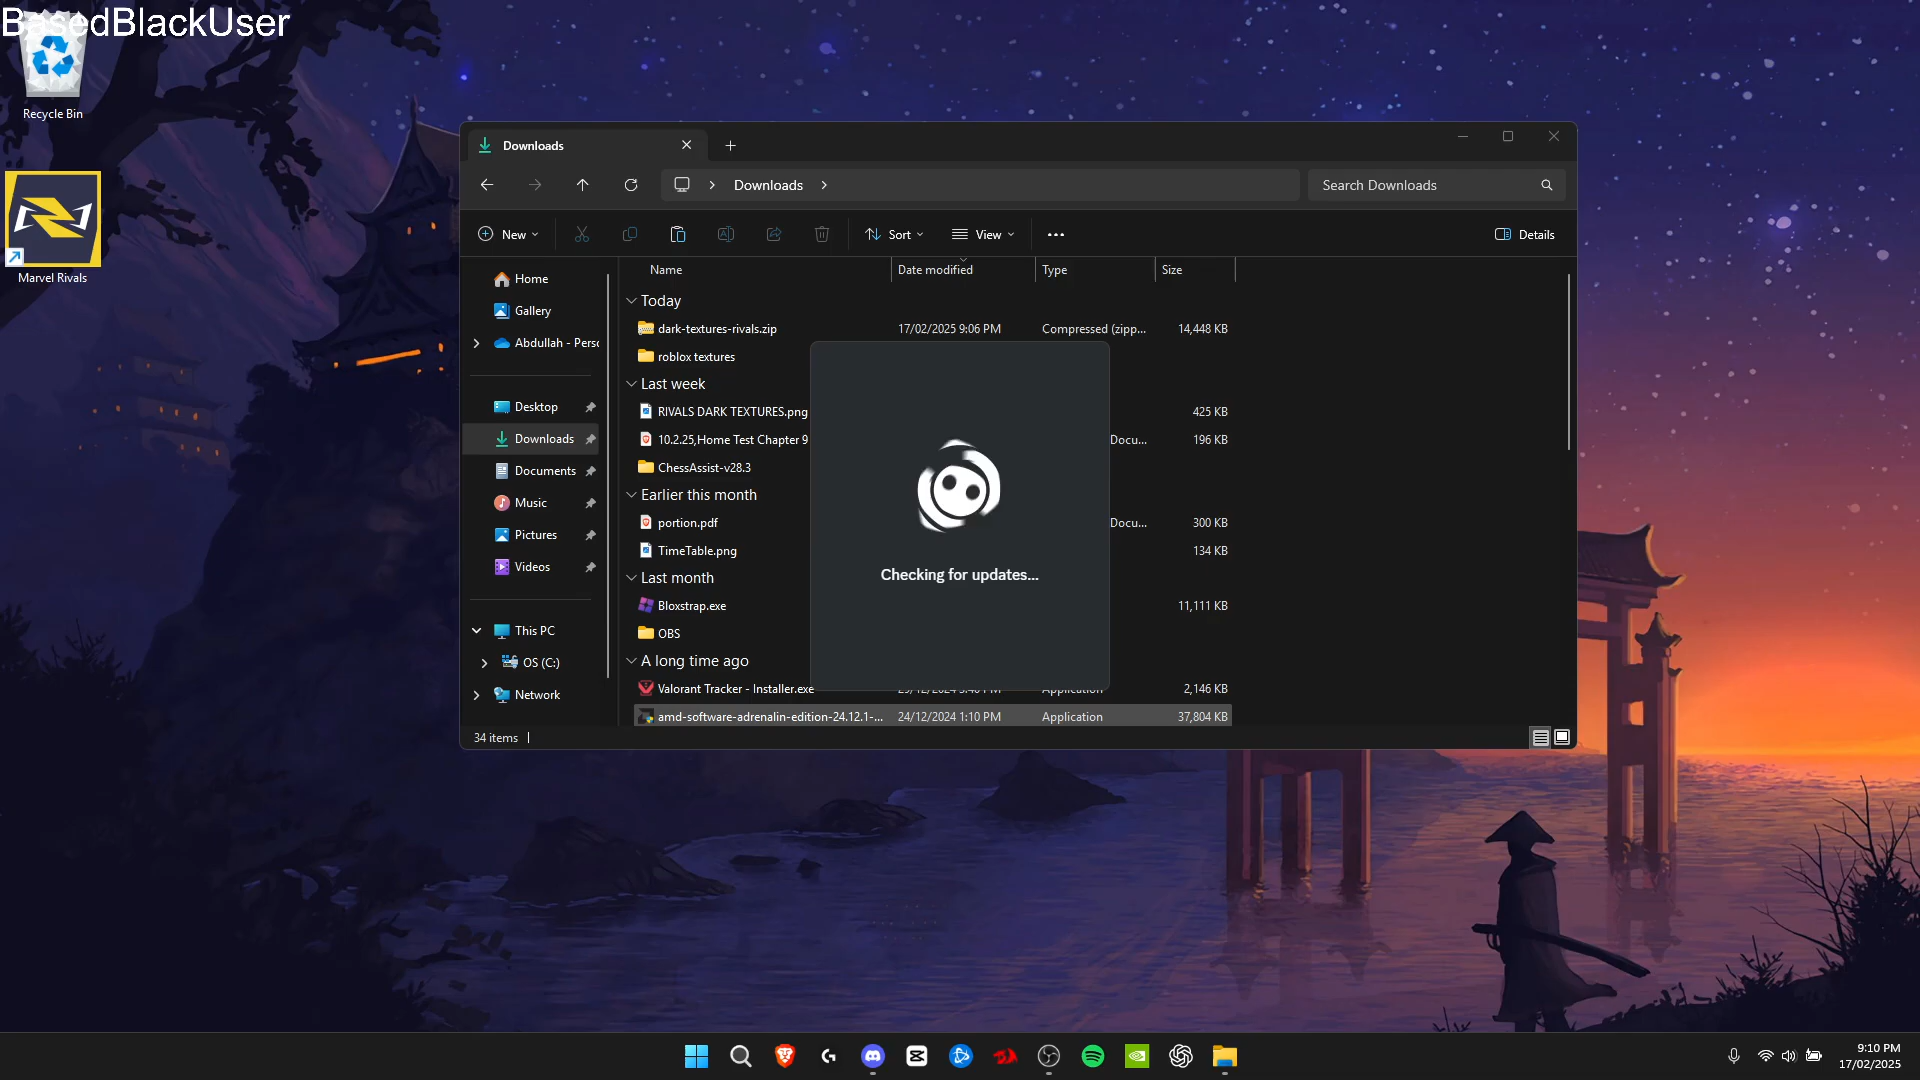 BasedBlackUser
Recycle Bin
Marvel Rivals
Downloads
Downloads
Search Downloads
New
Sort
View
Details
Name
Date modified
Type
Size
Home
Gallery
Abdullah - Perso
Desktop
Downloads
Documents
Music
Pictures
Videos
This PC
OS (C:)
Network
Today
dark-textures-rivals.zip 17/02/2025 9:06 PM Compressed (zipp... 14,448 KB
roblox textures
Last week
RIVALS DARK TEXTURES.png 425 KB
10.2.25,Home Test Chapter 9 Docu... 196 KB
ChessAssist-v28.3
Earlier this month
portion.pdf Docu... 300 KB
TimeTable.png 134 KB
Last month
Bloxstrap.exe 11,111 KB
OBS
A long time ago
Valorant Tracker - Installer.exe Application 2,146 KB
amd-software-adrenalin-edition-24.12.1-... 24/12/2024 1:10 PM Application 37,804 KB
34 items
Checking for updates...
9:10 PM
17/02/2025